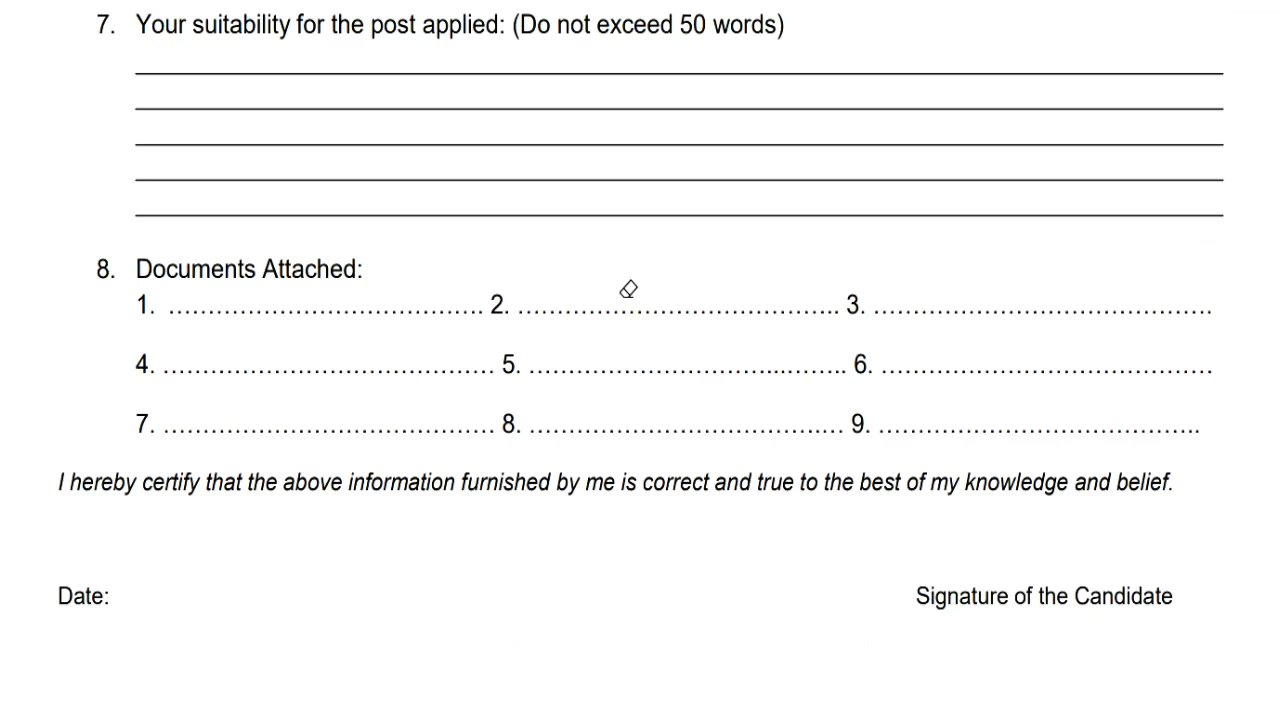 7. Your suitability for the post applied: (Do not exceed 50 words)
8. Documents Attached:
1. ………………………………… 2. ………………………………….. 3. ……………………………………
4. …………………………………… 5. …………………………...…….. 6. ……………………………………
7. …………………………………… 8. ………………………………… 9. …………………………………..
I hereby certify that the above information furnished by me is correct and true to the best of my knowledge and belief.
Date: Signature of the Candidate